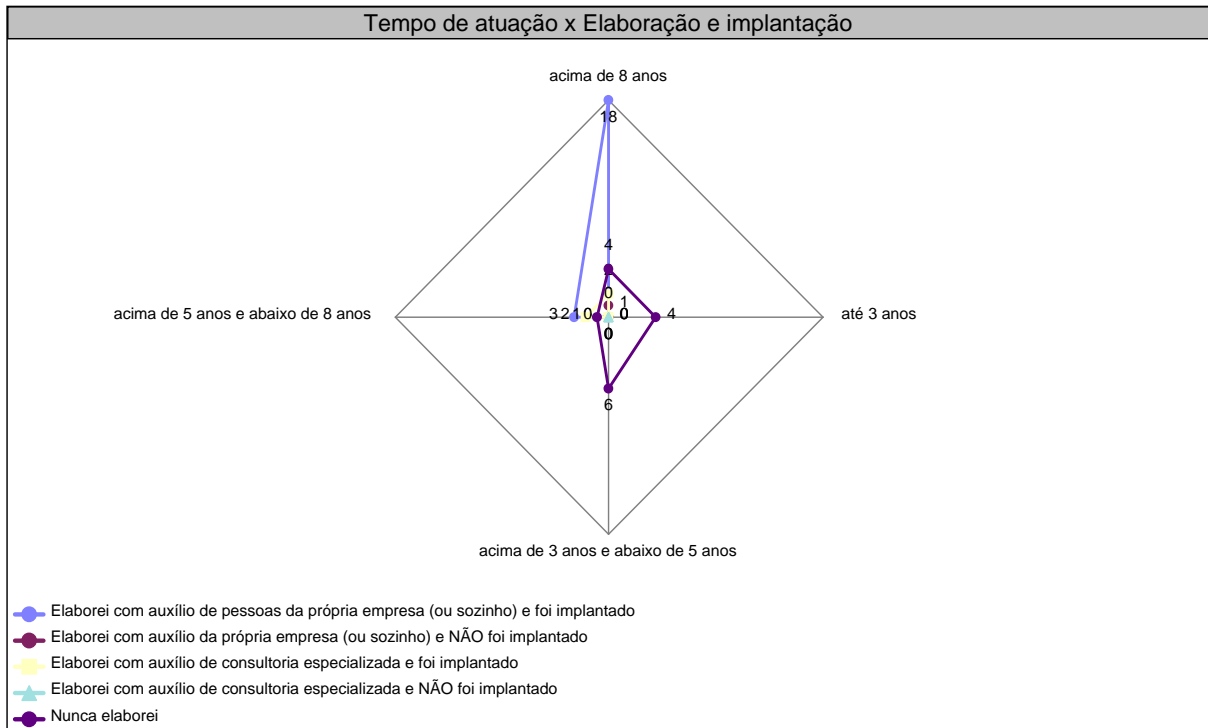 Tempo de atuação x Elaboração e implantação
acima de 8 anos
18
4
0
1
acima de 5 anos e abaixo de 8 anos
3 2 1 0
0
4
até 3 anos
0
6
acima de 3 anos e abaixo de 5 anos
Elaborei com auxílio de pessoas da própria empresa (ou sozinho) e foi implantado
Elaborei com auxílio da própria empresa (ou sozinho) e NÃO foi implantado
Elaborei com auxílio de consultoria especializada e foi implantado
Elaborei com auxílio de consultoria especializada e NÃO foi implantado
Nunca elaborei